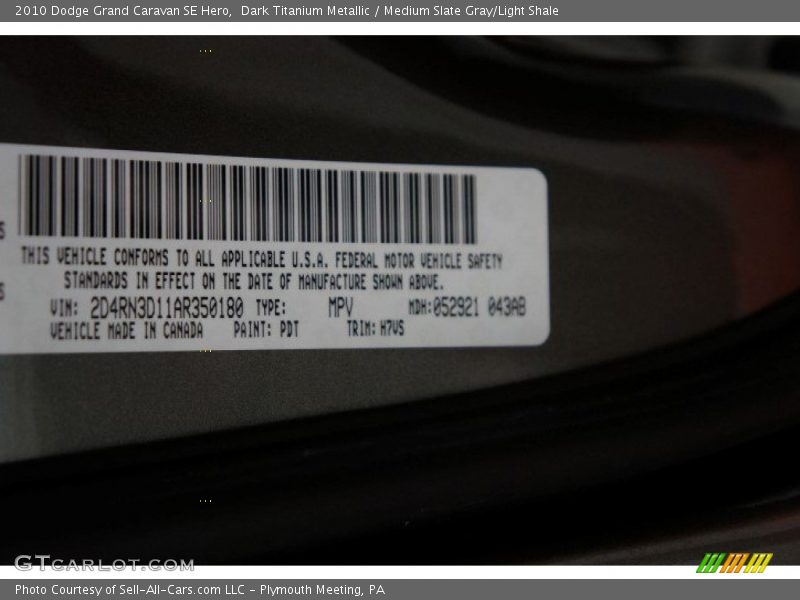 2010 Dodge Grand Caravan SE Hero, Dark Titanium Metallic / Medium Slate Gray/Light Shale
THIS VEHICLE CONFORMS TO ALL APPLICABLE U.S.A. FEDERAL MOTOR VEHICLE SAFETY
STANDARDS IN EFFECT ON THE DATE OF MANUFACTURE SHOWN ABOVE.
VIN: 2D4RN3D11AR350180 TYPE: MPV MDH: 052921 043AB
VEHICLE MADE IN CANADA PAINT: PDT TRIM: H7VS
GTCARLOT.COM
Photo Courtesy of Sell-All-Cars.com LLC - Plymouth Meeting, PA